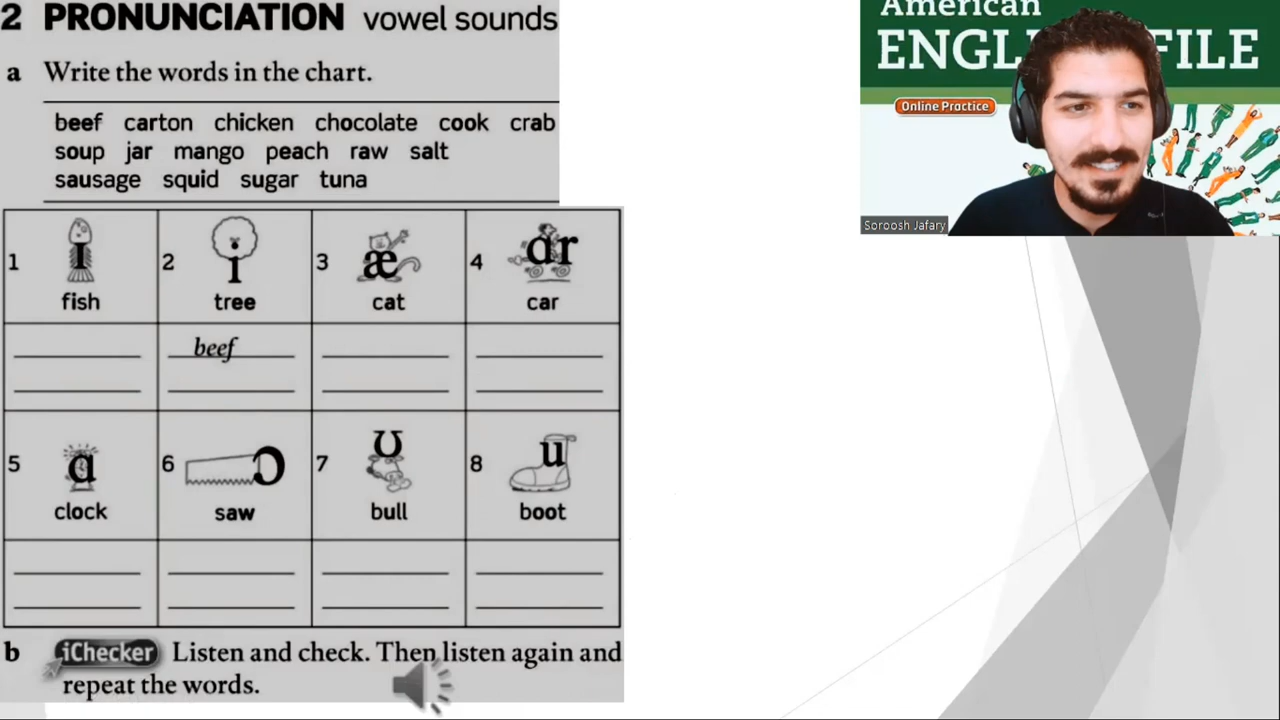 2 PRONUNCIATION vowel sounds
a Write the words in the chart.
beef carton chicken chocolate cook crab
soup jar mango peach raw salt
sausage squid sugar tuna
1 ɪ 2 i 3 æ 4 ɑr
fish tree cat car
beef
5 ɑ 6 ɔ 7 ʊ 8 u
clock saw bull boot
b iChecker Listen and check. Then listen again and
repeat the words.
American
ENGL FILE
Online Practice
Soroosh Jafary